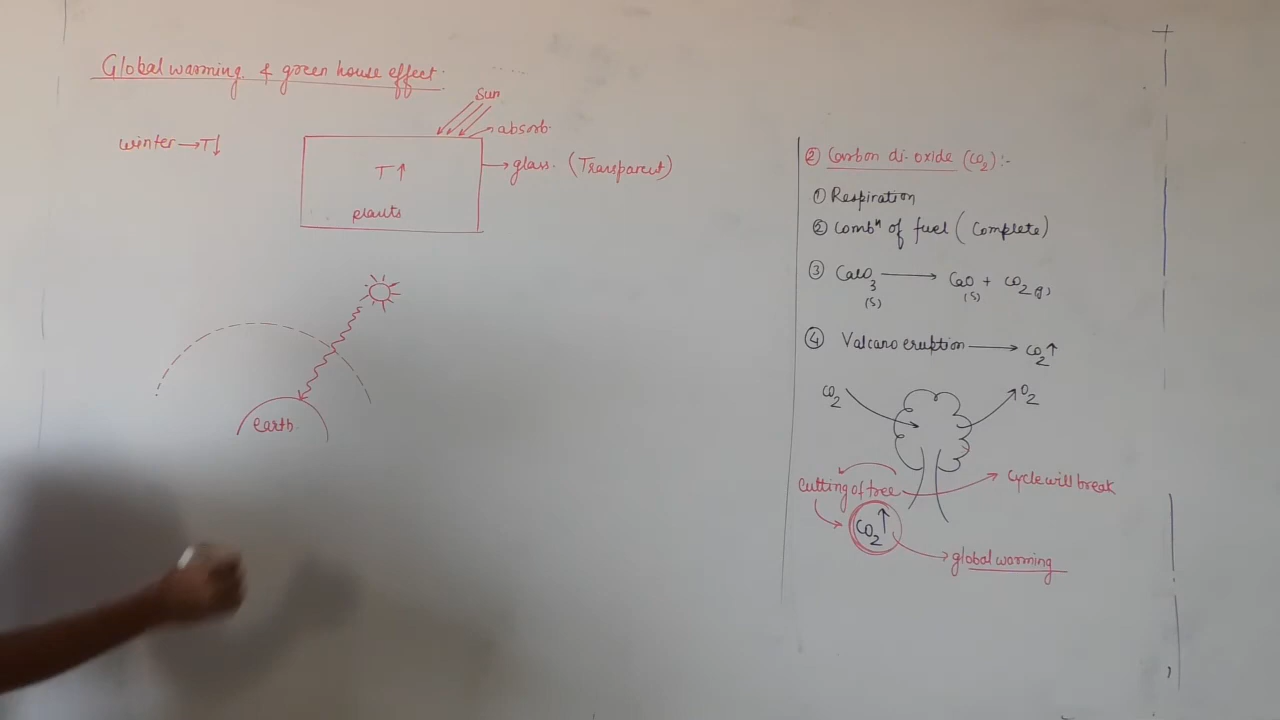 Global warming & green house effect.
Sun
absorb.
winter → T↓
glass. (Transparent)
T ↑
plants
earth.
② Carbon di-oxide (CO2) :-
① Respiration
② Combⁿ of fuel (Complete)
③ CaCO3 (s) → CaO (s) + CO2 (g)
④ Valcano eruption → CO2 ↑
CO2
O2
Cutting of tree
Cycle will break
CO2 ↑
global warming